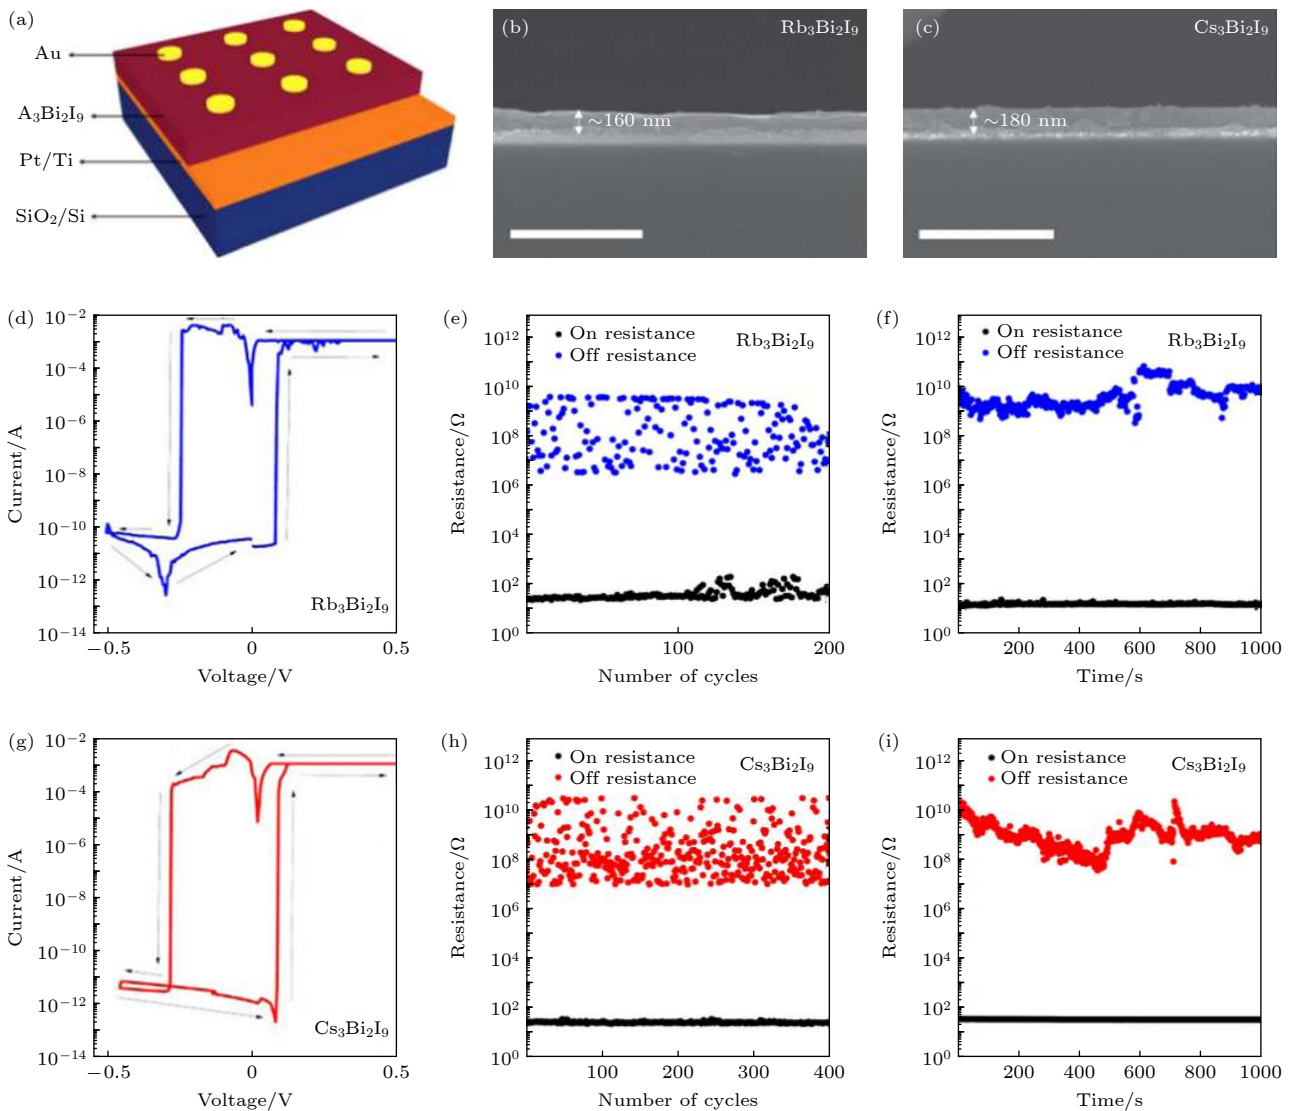 (a)
Au
A₃Bi₂I₉
Pt/Ti
SiO₂/Si
(b)
Rb₃Bi₂I₉
~160 nm
(c)
Cs₃Bi₂I₉
~180 nm
(d)
10⁻²
10⁻⁴
10⁻⁶
10⁻⁸
10⁻¹⁰
10⁻¹²
10⁻¹⁴
Current/A
Rb₃Bi₂I₉
−0.5 0 0.5
Voltage/V
(e)
10¹²
10¹⁰
10⁸
10⁶
10⁴
10²
10⁰
Resistance/Ω
On resistance
Off resistance
Rb₃Bi₂I₉
100 200
Number of cycles
(f)
10¹²
10¹⁰
10⁸
10⁶
10⁴
10²
10⁰
Resistance/Ω
On resistance
Off resistance
Rb₃Bi₂I₉
200 400 600 800 1000
Time/s
(g)
10⁻²
10⁻⁴
10⁻⁶
10⁻⁸
10⁻¹⁰
10⁻¹²
10⁻¹⁴
Current/A
Cs₃Bi₂I₉
−0.5 0 0.5
Voltage/V
(h)
10¹²
10¹⁰
10⁸
10⁶
10⁴
10²
10⁰
Resistance/Ω
On resistance
Off resistance
Cs₃Bi₂I₉
100 200 300 400
Number of cycles
(i)
10¹²
10¹⁰
10⁸
10⁶
10⁴
10²
10⁰
Resistance/Ω
On resistance
Off resistance
Cs₃Bi₂I₉
200 400 600 800 1000
Time/s